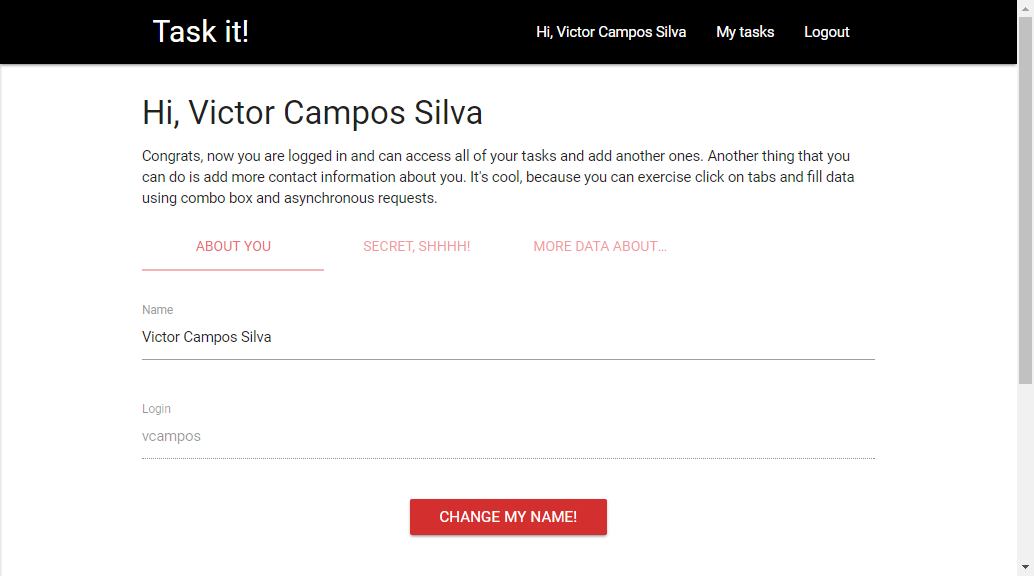 Task it!
Hi, Victor Campos Silva
My tasks
Logout
Hi, Victor Campos Silva
Congrats, now you are logged in and can access all of your tasks and add another ones. Another thing that you
can do is add more contact information about you. It's cool, because you can exercise click on tabs and fill data
using combo box and asynchronous requests.
ABOUT YOU
SECRET, SHHHH!
MORE DATA ABOUT...
Name
Victor Campos Silva
Login
vcampos
CHANGE MY NAME!